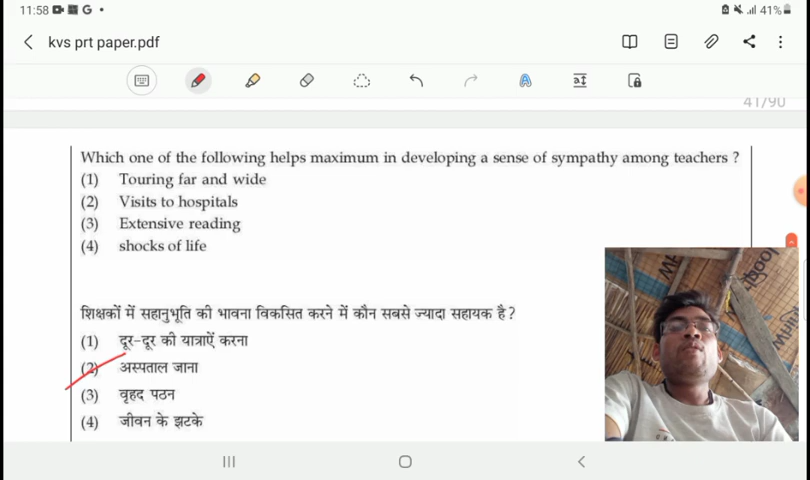 11:58 G •
41%
kvs prt paper.pdf
41/90
Which one of the following helps maximum in developing a sense of sympathy among teachers ?
(1) Touring far and wide
(2) Visits to hospitals
(3) Extensive reading
(4) shocks of life
शिक्षकों में सहानुभूति की भावना विकसित करने में कौन सबसे ज्यादा सहायक है?
(1) दूर-दूर की यात्राऐं करना
(2) अस्पताल जाना
(3) वृहद पठन
(4) जीवन के झटके